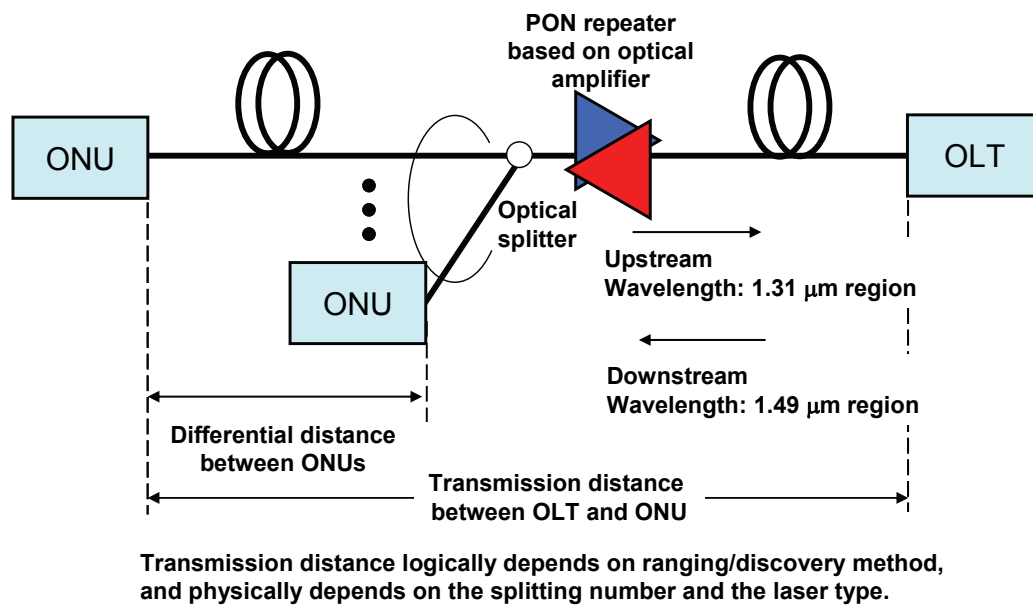 PON repeater
based on optical
amplifier
ONU
OLT
Optical
splitter
ONU
Upstream
Wavelength: 1.31 μm region
Downstream
Wavelength: 1.49 μm region
Differential distance
between ONUs
Transmission distance
between OLT and ONU
Transmission distance logically depends on ranging/discovery method,
and physically depends on the splitting number and the laser type.